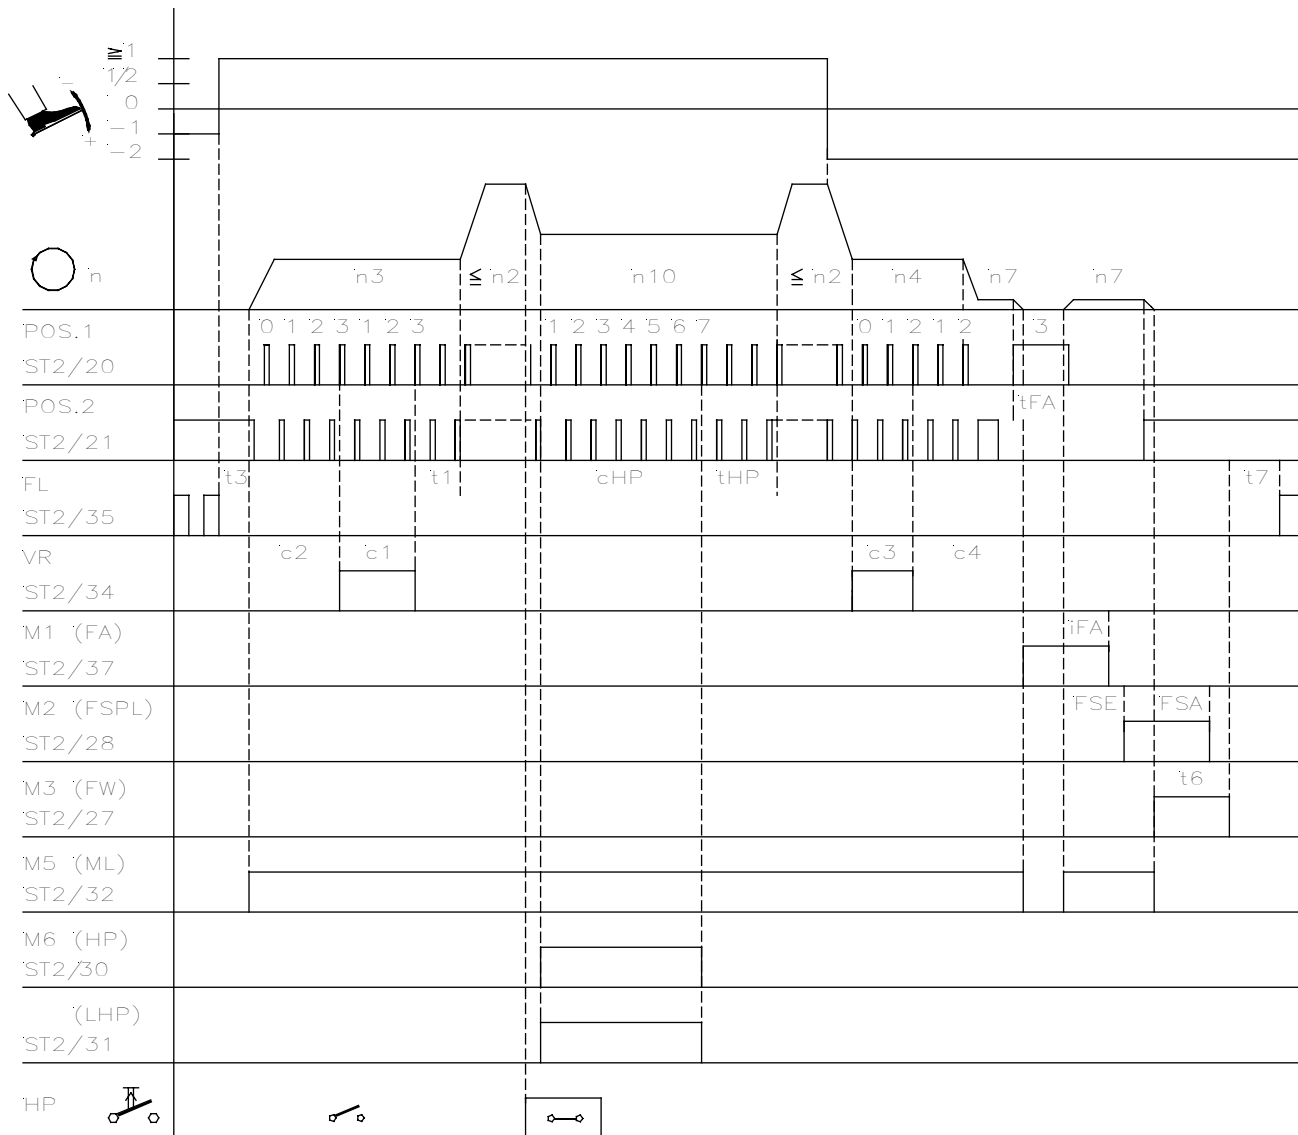 ≧1
1/2
0
−1
−2
−
+
n
n3
≦ n2
n10
≦ n2
n4
n7
n7
POS.1
0 1 2 3 1 2 3
1 2 3 4 5 6 7
0 1 2 1 2
3
ST2/20
POS.2
tFA
ST2/21
FL
t3
t1
cHP
tHP
t7
ST2/35
VR
c2
c1
c3
c4
ST2/34
M1 (FA)
iFA
ST2/37
M2 (FSPL)
FSE
FSA
ST2/28
M3 (FW)
t6
ST2/27
M5 (ML)
ST2/32
M6 (HP)
ST2/30
(LHP)
ST2/31
HP